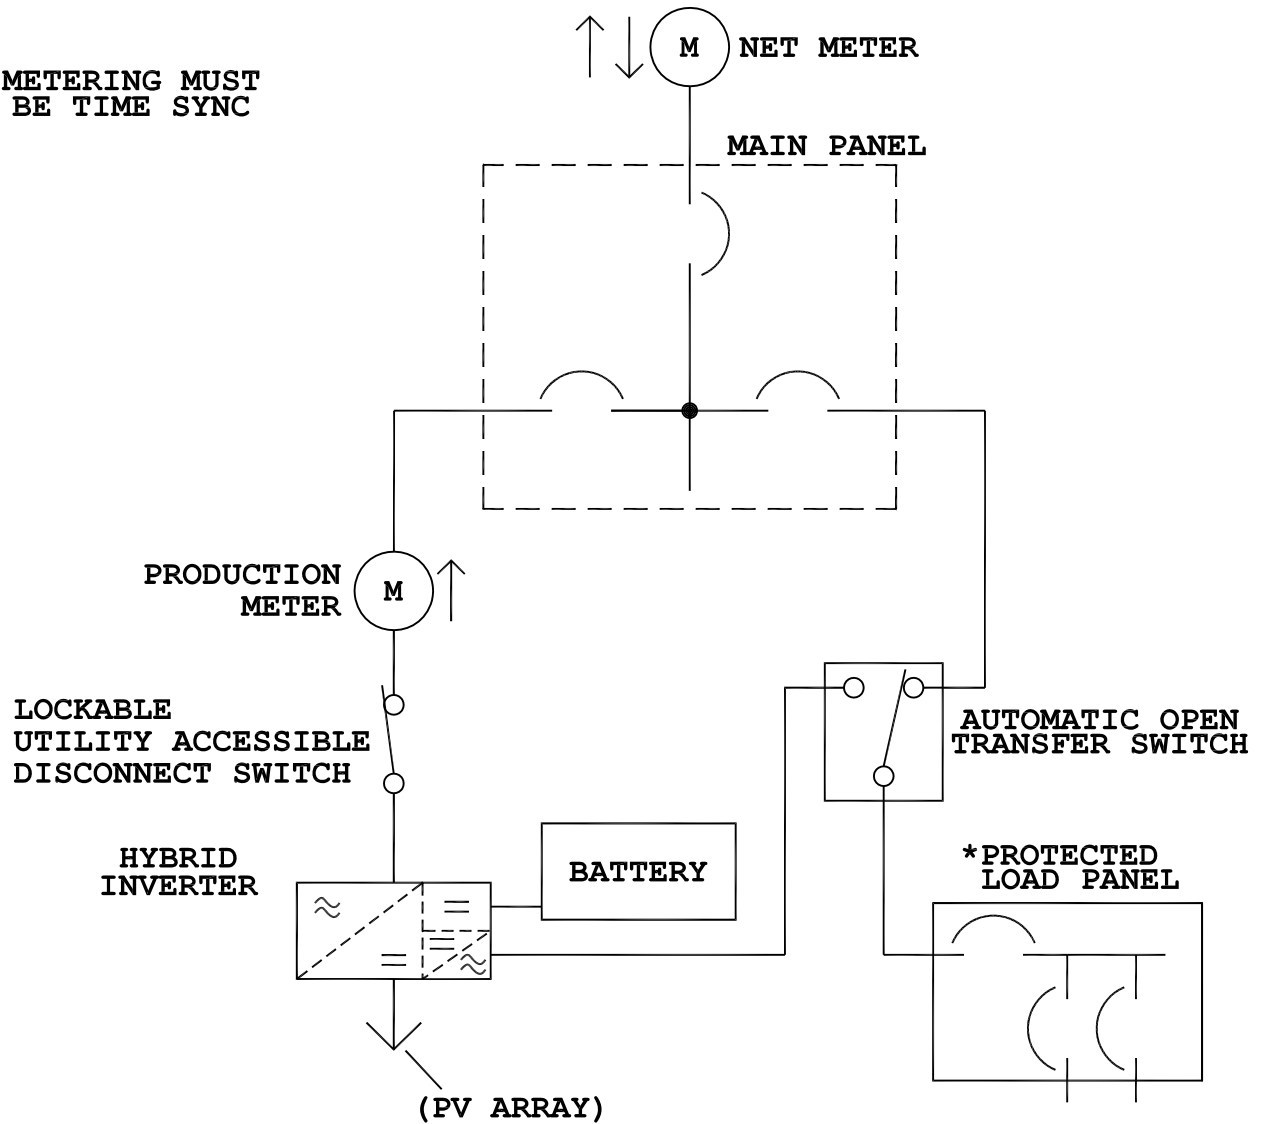 M NET METER
METERING MUST
BE TIME SYNC
MAIN PANEL
PRODUCTION
METER
M
LOCKABLE
UTILITY ACCESSIBLE
DISCONNECT SWITCH
AUTOMATIC OPEN
TRANSFER SWITCH
HYBRID
INVERTER
BATTERY
*PROTECTED
LOAD PANEL
(PV ARRAY)